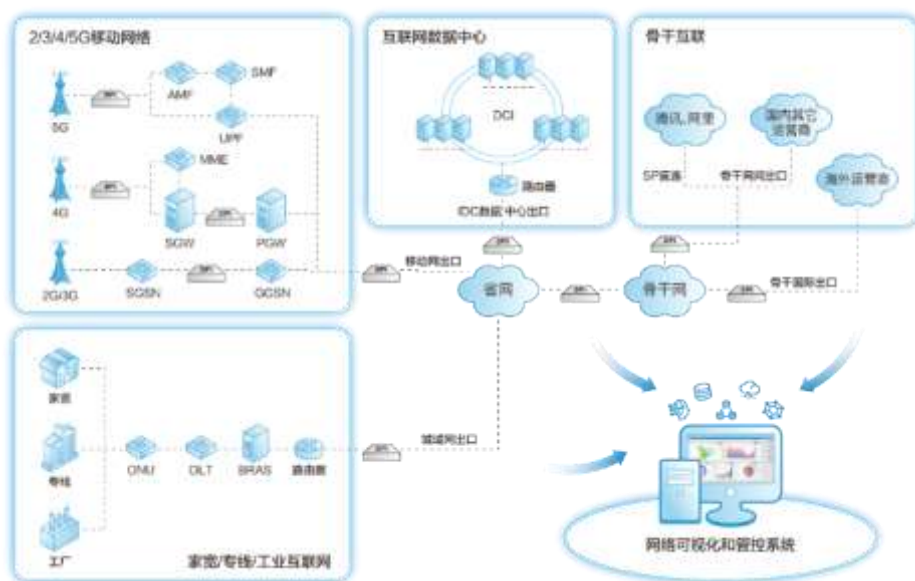 2/3/4/5G移动网络
互联网数据中心
骨干互联
5G
AMF
SMF
UPF
4G
MME
SGW
PGW
2G/3G
SGSN
GGSN
DCI
路由器
IDC数据中心出口
腾讯、阿里
国内其它
运营商
海外运营商
SP直连
骨干网间出口
移动网出口
省网
骨干网
骨干国际出口
家宽
专线
工厂
ONU
OLT
BRAS
路由器
城域网出口
家宽/专线/工业互联网
网络可视化和管控系统